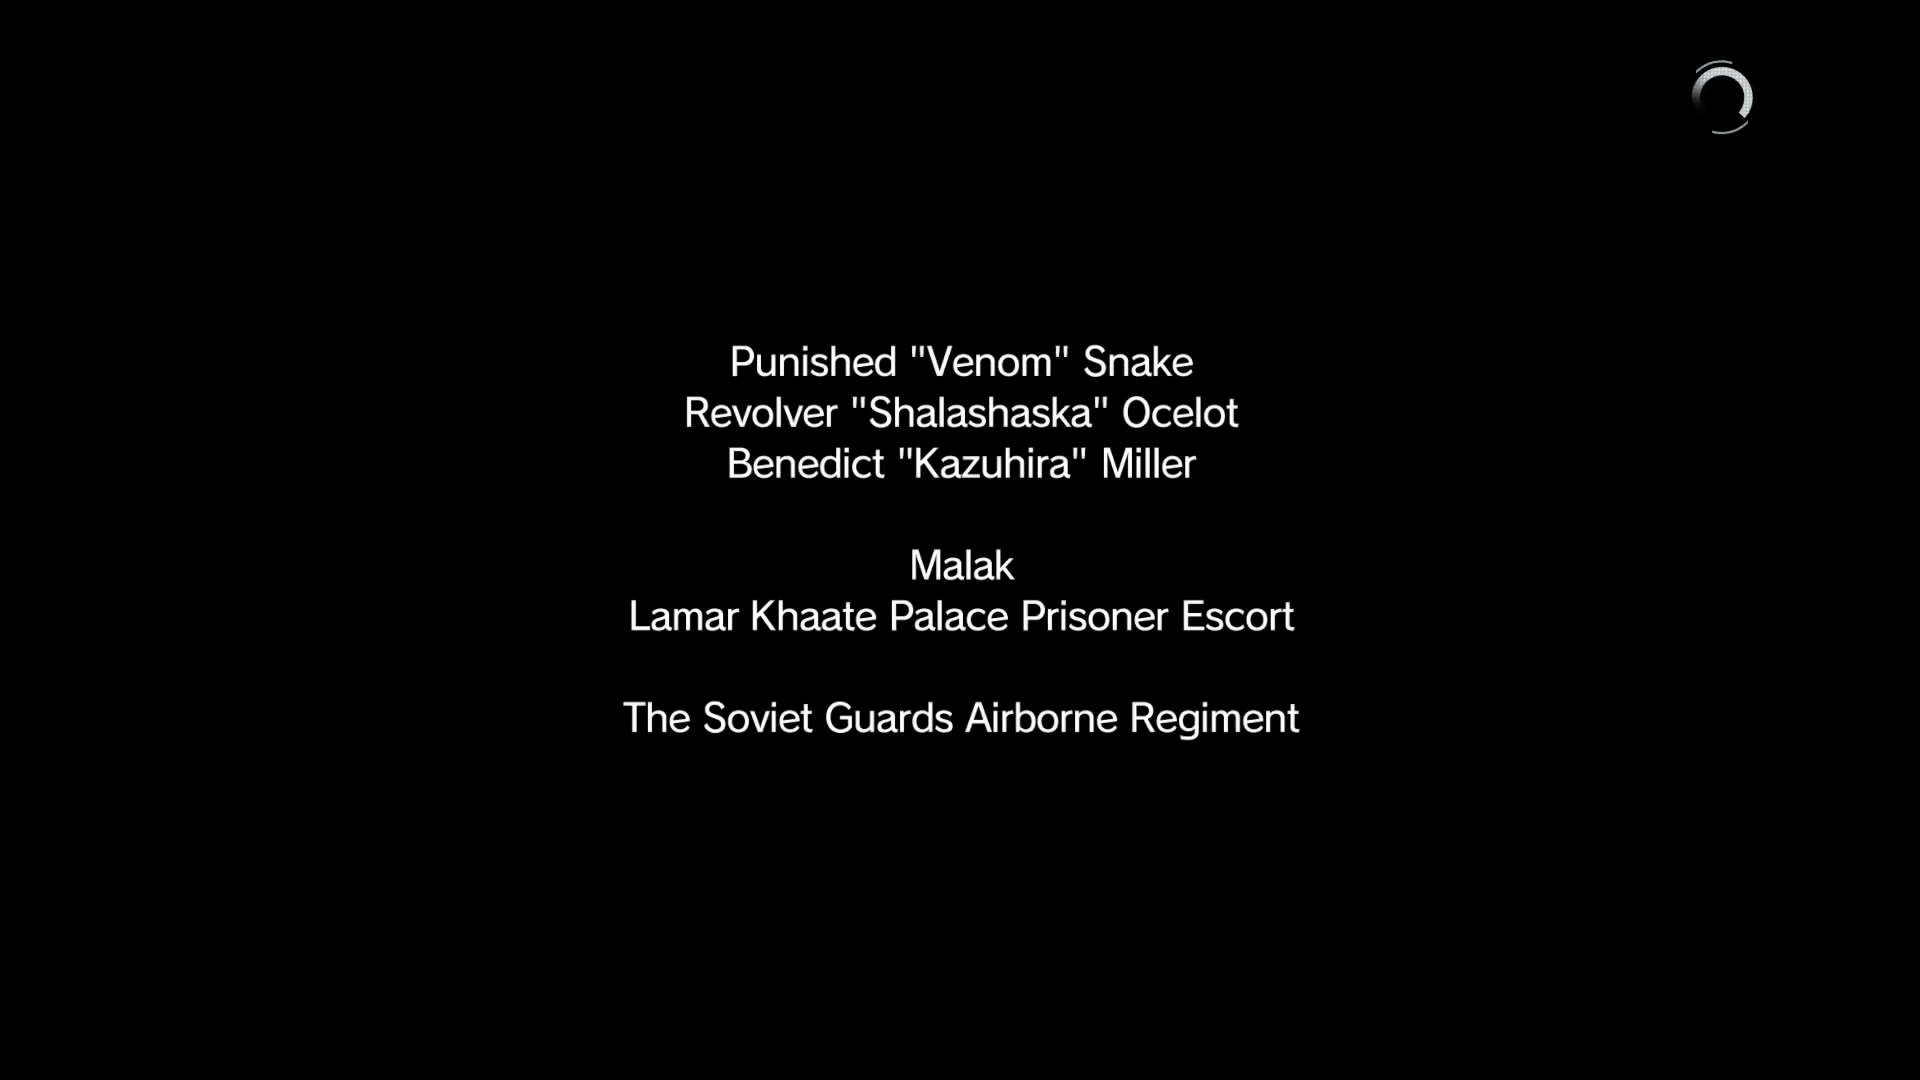 Punished "Venom" Snake
Revolver "Shalashaska" Ocelot
Benedict "Kazuhira" Miller
Malak
Lamar Khaate Palace Prisoner Escort
The Soviet Guards Airborne Regiment